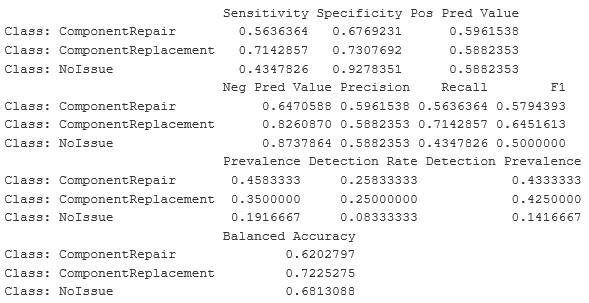 Sensitivity Specificity Pos Pred Value
Class: ComponentRepair 0.5636364 0.6769231 0.5961538
Class: ComponentReplacement 0.7142857 0.7307692 0.5882353
Class: NoIssue 0.4347826 0.9278351 0.5882353
Neg Pred Value Precision Recall F1
Class: ComponentRepair 0.6470588 0.5961538 0.5636364 0.5794393
Class: ComponentReplacement 0.8260870 0.5882353 0.7142857 0.6451613
Class: NoIssue 0.8737864 0.5882353 0.4347826 0.5000000
Prevalence Detection Rate Detection Prevalence
Class: ComponentRepair 0.4583333 0.25833333 0.4333333
Class: ComponentReplacement 0.3500000 0.25000000 0.4250000
Class: NoIssue 0.1916667 0.08333333 0.1416667
Balanced Accuracy
Class: ComponentRepair 0.6202797
Class: ComponentReplacement 0.7225275
Class: NoIssue 0.6813088